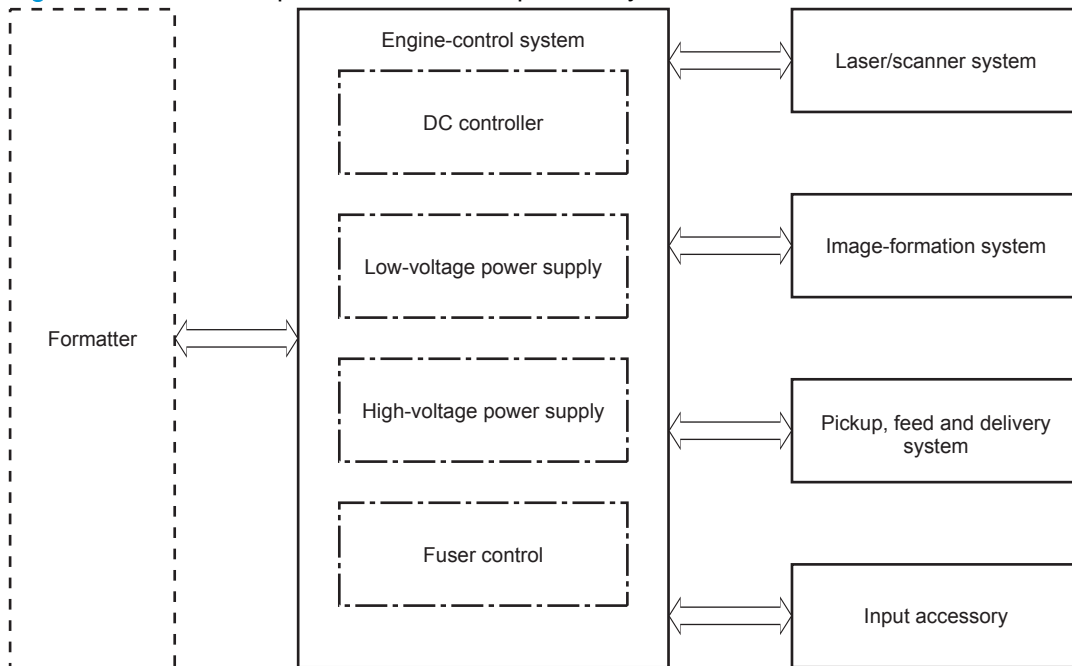 Engine-control system
Laser/scanner system
DC controller
Low-voltage power supply
Image-formation system
Formatter
High-voltage power supply
Pickup, feed and delivery
system
Fuser control
Input accessory